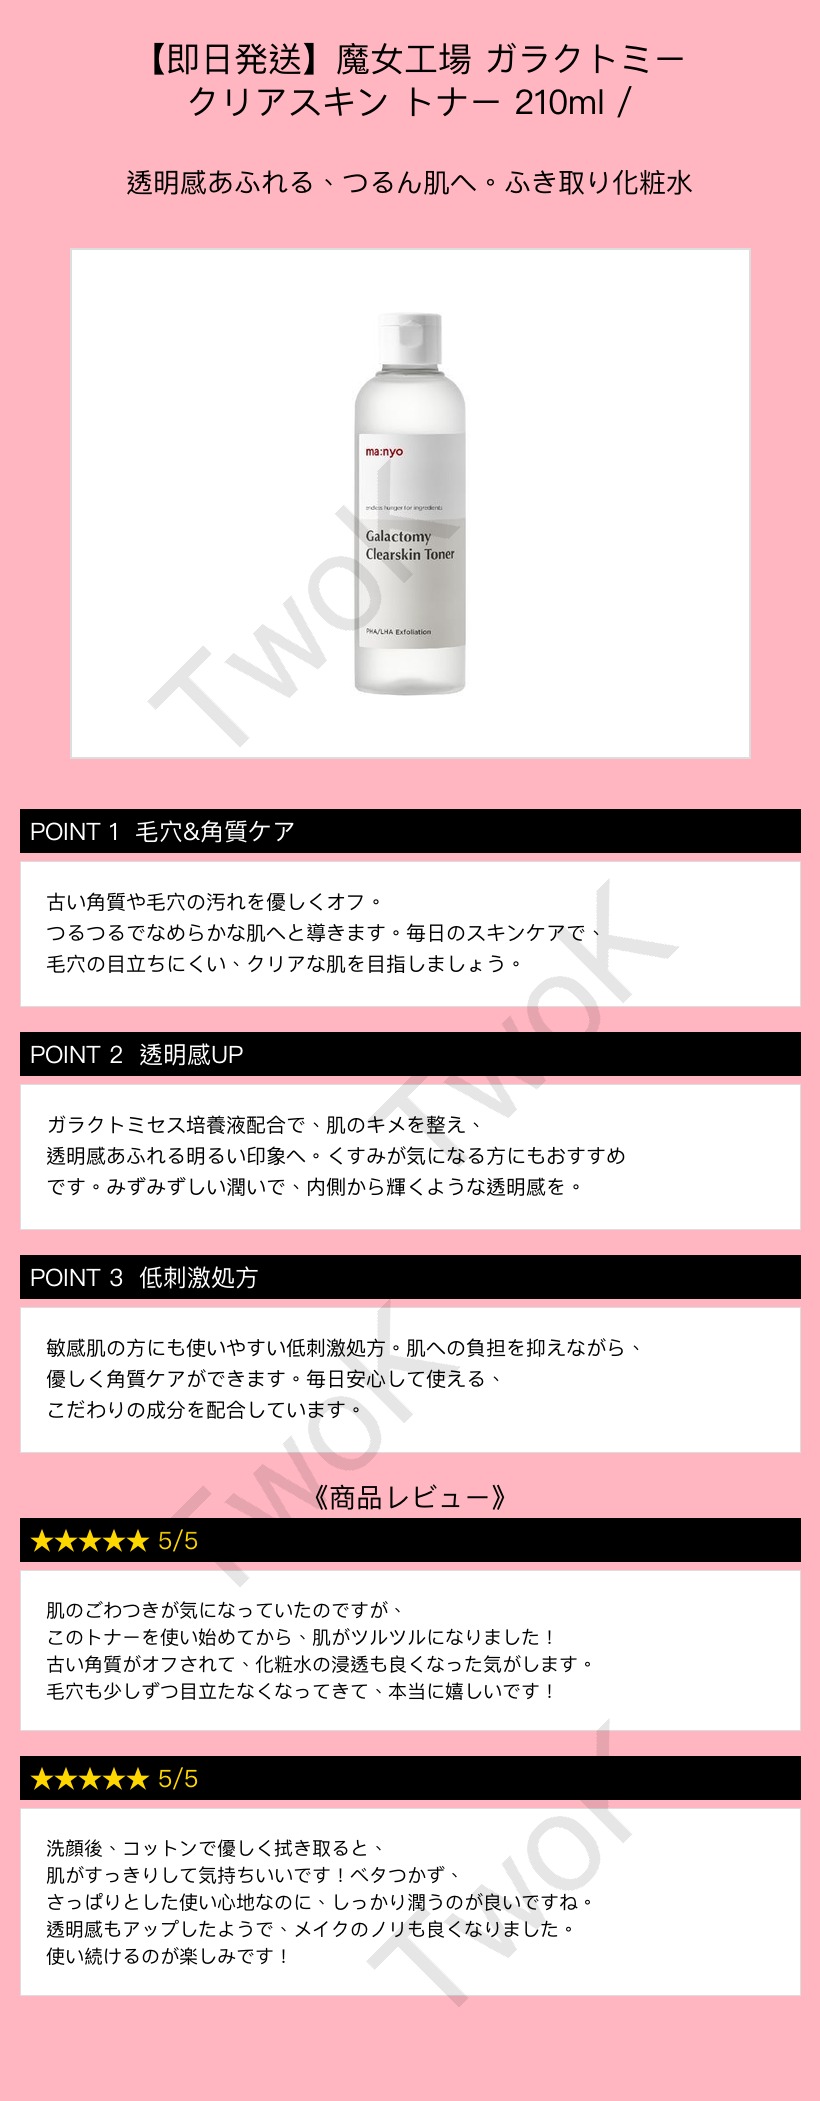 【即日発送】魔女工場 ガラクトミー
クリアスキン トナー 210ml /
透明感あふれる、つるん肌へ。ふき取り化粧水
ma:nyo
endless hunger for ingredients
Galactomy
Clearskin Toner
PHA/LHA Exfoliation
TwoK
POINT 1 毛穴&角質ケア
古い角質や毛穴の汚れを優しくオフ。
つるつるでなめらかな肌へと導きます。毎日のスキンケアで、
毛穴の目立ちにくい、クリアな肌を目指しましょう。
TwoK
POINT 2 透明感UP
ガラクトミセス培養液配合で、肌のキメを整え、
透明感あふれる明るい印象へ。くすみが気になる方にもおすすめ
です。みずみずしい潤いで、内側から輝くような透明感を。
POINT 3 低刺激処方
敏感肌の方にも使いやすい低刺激処方。肌への負担を抑えながら、
優しく角質ケアができます。毎日安心して使える、
こだわりの成分を配合しています。
TwoK
《商品レビュー》
★★★★★ 5/5
肌のごわつきが気になっていたのですが、
このトナーを使い始めてから、肌がツルツルになりました！
古い角質がオフされて、化粧水の浸透も良くなった気がします。
毛穴も少しずつ目立たなくなってきて、本当に嬉しいです！
★★★★★ 5/5
洗顔後、コットンで優しく拭き取ると、
肌がすっきりして気持ちいいです！ベタつかず、
さっぱりとした使い心地なのに、しっかり潤うのが良いですね。
透明感もアップしたようで、メイクのノリも良くなりました。
使い続けるのが楽しみです！
TwoK